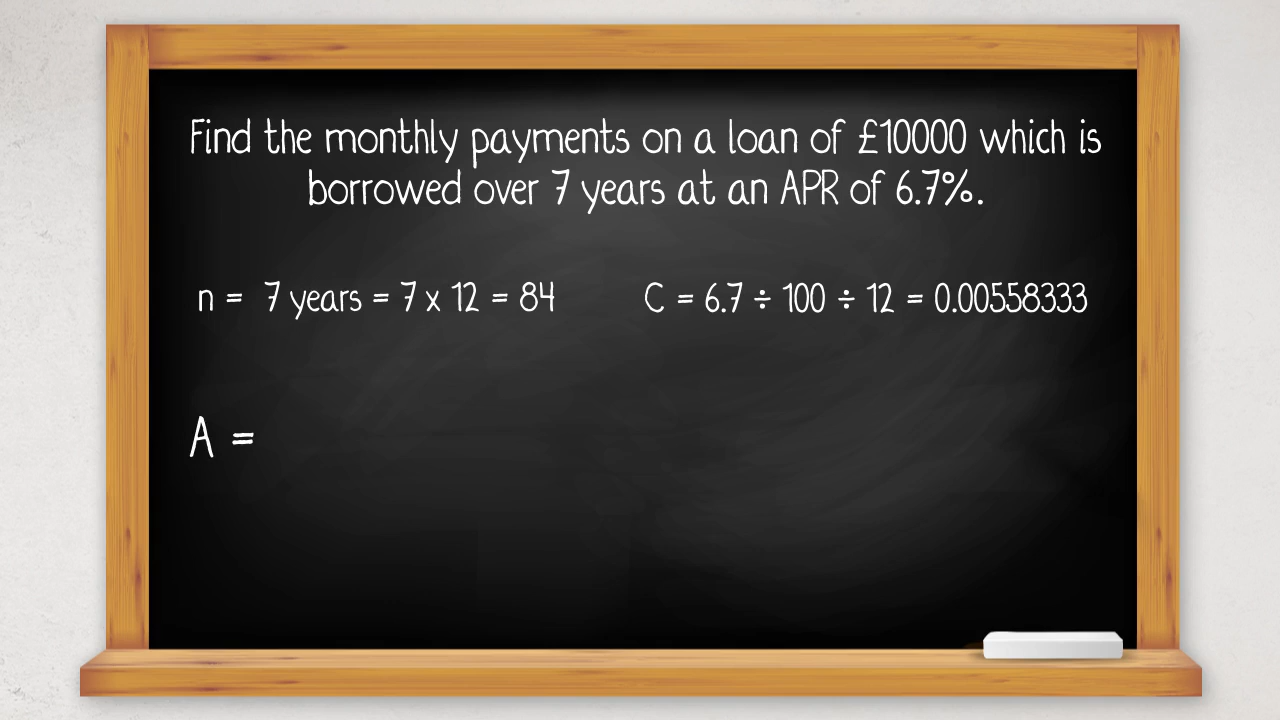 Find the monthly payments on a loan of £10000 which is
borrowed over 7 years at an APR of 6.7%.
n = 7 years = 7 x 12 = 84
C = 6.7 ÷ 100 ÷ 12 = 0.00558333
A =